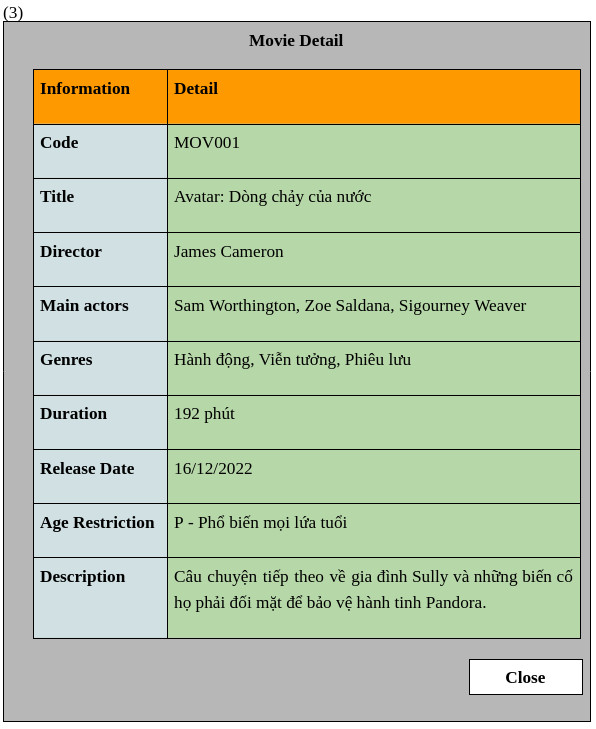 (3)
Movie Detail
Information Detail
Code MOV001
Title Avatar: Dòng chảy của nước
Director James Cameron
Main actors Sam Worthington, Zoe Saldana, Sigourney Weaver
Genres Hành động, Viễn tưởng, Phiêu lưu
Duration 192 phút
Release Date 16/12/2022
Age Restriction P - Phổ biến mọi lứa tuổi
Description Câu chuyện tiếp theo về gia đình Sully và những biến cố
họ phải đối mặt để bảo vệ hành tinh Pandora.
Close